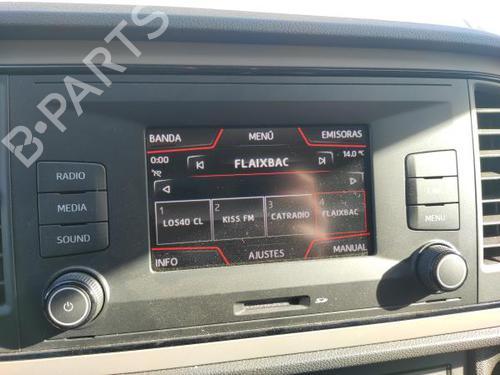 B-PARTS
BANDA MENÚ EMISORAS
0:00 FLAIXBAC 14.0 °C
1 2 3 4
LOS40 CL KISS FM CATRADIO FLAIXBAC
INFO AJUSTES MANUAL
RADIO
MEDIA
SOUND
MENU
SD